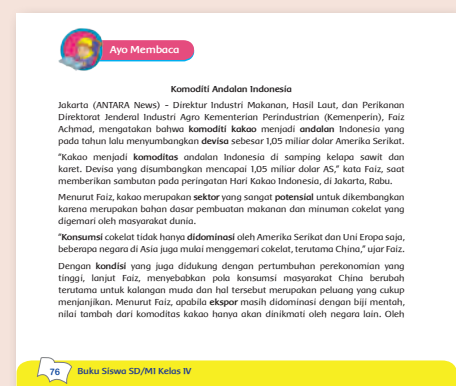 Ayo Membaca
Komoditi Andalan Indonesia
Jakarta (ANTARA News) – Direktur Industri Makanan, Hasil Laut, dan Perikanan
Direktorat Jenderal Industri Agro Kementerian Perindustrian (Kemenperin), Faiz
Achmad, mengatakan bahwa komoditi kakao menjadi andalan Indonesia yang
pada tahun lalu menyumbangkan devisa sebesar 1,05 miliar dolar Amerika Serikat.
"Kakao menjadi komoditas andalan Indonesia di samping kelapa sawit dan
karet. Devisa yang disumbangkan mencapai 1,05 miliar dolar AS," kata Faiz, saat
memberikan sambutan pada peringatan Hari Kakao Indonesia, di Jakarta, Rabu.
Menurut Faiz, kakao merupakan sektor yang sangat potensial untuk dikembangkan
karena merupakan bahan dasar pembuatan makanan dan minuman cokelat yang
digemari oleh masyarakat dunia.
"Konsumsi cokelat tidak hanya didominasi oleh Amerika Serikat dan Uni Eropa saja,
beberapa negara di Asia juga mulai menggemari cokelat, terutama China," ujar Faiz.
Dengan kondisi yang juga didukung dengan pertumbuhan perekonomian yang
tinggi, lanjut Faiz, menyebabkan pola konsumsi masyarakat China berubah
terutama untuk kalangan muda dan hal tersebut merupakan peluang yang cukup
menjanjikan. Menurut Faiz, apabila ekspor masih didominasi dengan biji mentah,
nilai tambah dari komoditas kakao hanya akan dinikmati oleh negara lain. Oleh
76 Buku Siswa SD/MI Kelas IV